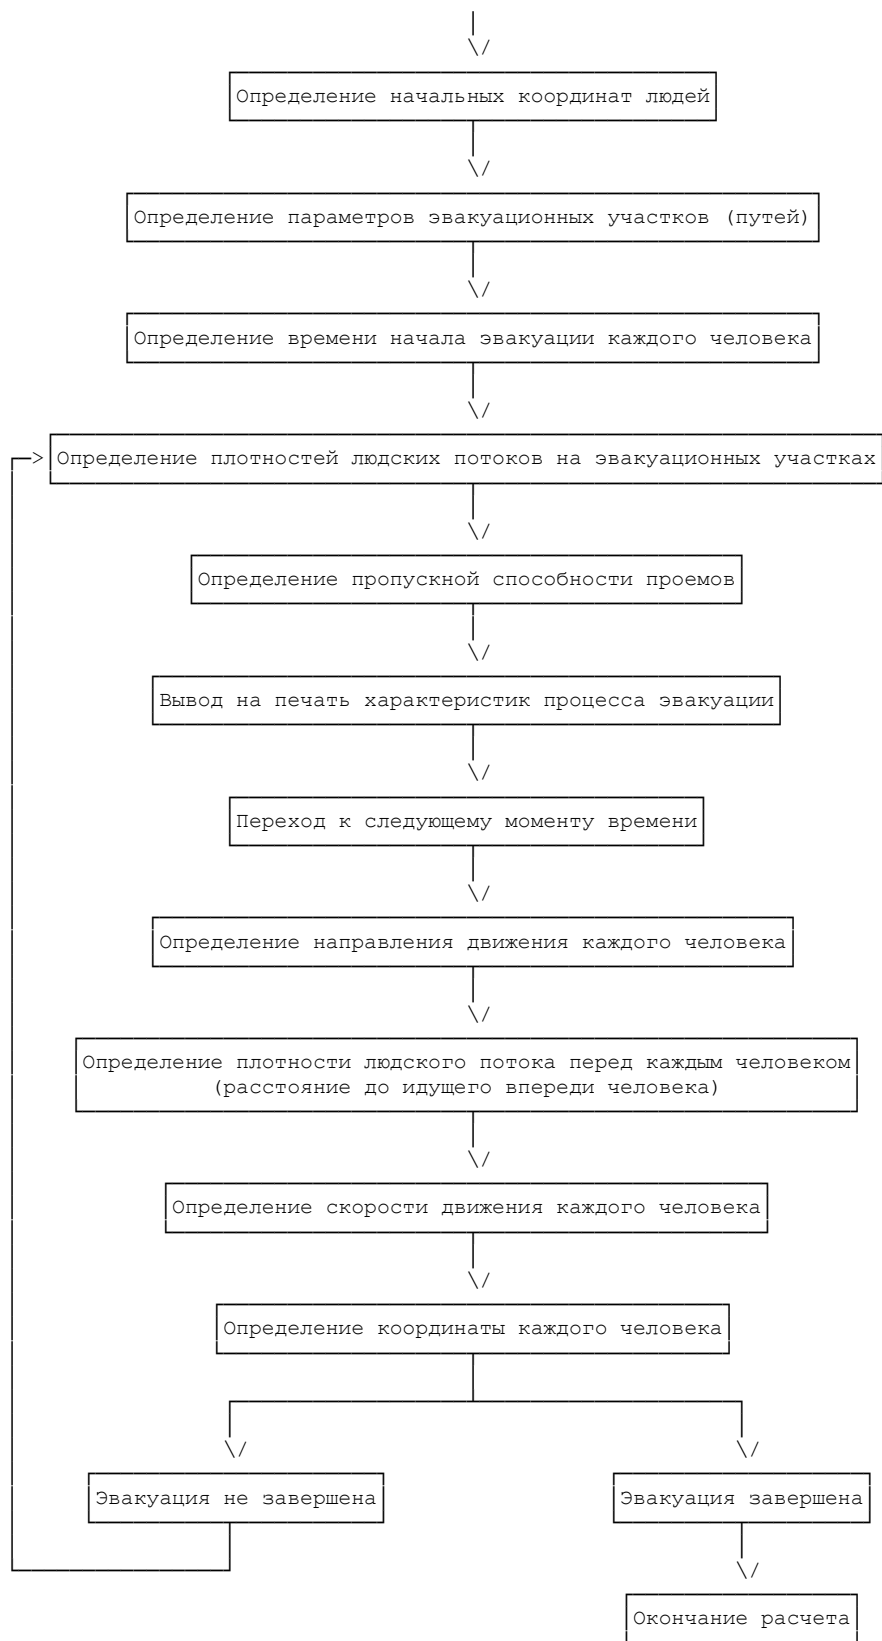 Определение начальных координат людей
Определение параметров эвакуационных участков (путей)
Определение времени начала эвакуации каждого человека
Определение плотностей людских потоков на эвакуационных участках
Определение пропускной способности проемов
Вывод на печать характеристик процесса эвакуации
Переход к следующему моменту времени
Определение направления движения каждого человека
Определение плотности людского потока перед каждым человеком
(расстояние до идущего впереди человека)
Определение скорости движения каждого человека
Определение координаты каждого человека
Эвакуация не завершена
Эвакуация завершена
Окончание расчета